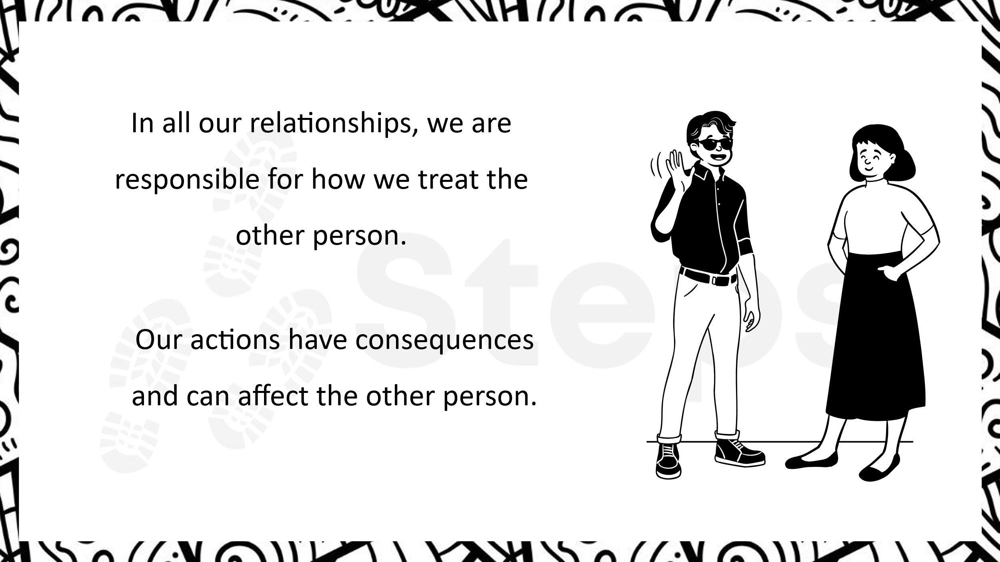 In all our relationships, we are
responsible for how we treat the
other person.
Our actions have consequences
and can affect the other person.
Steps